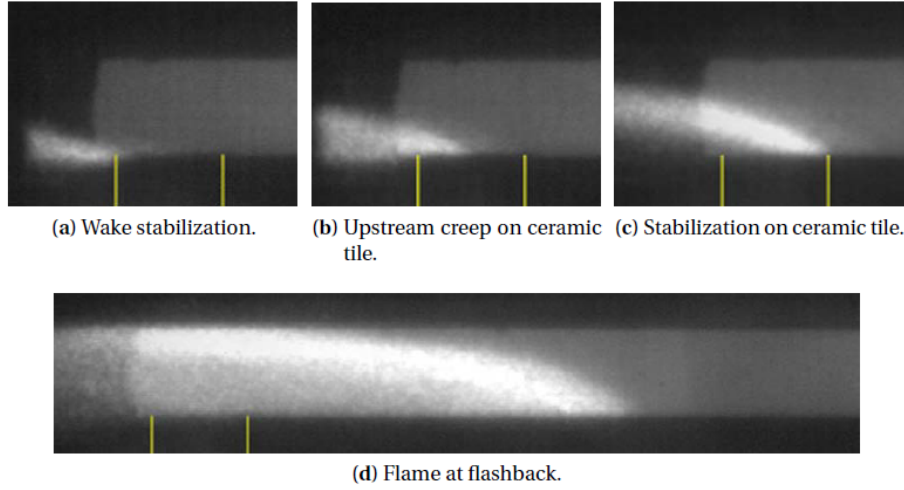 (a) Wake stabilization.
(b) Upstream creep on ceramic
tile.
(c) Stabilization on ceramic tile.
(d) Flame at flashback.